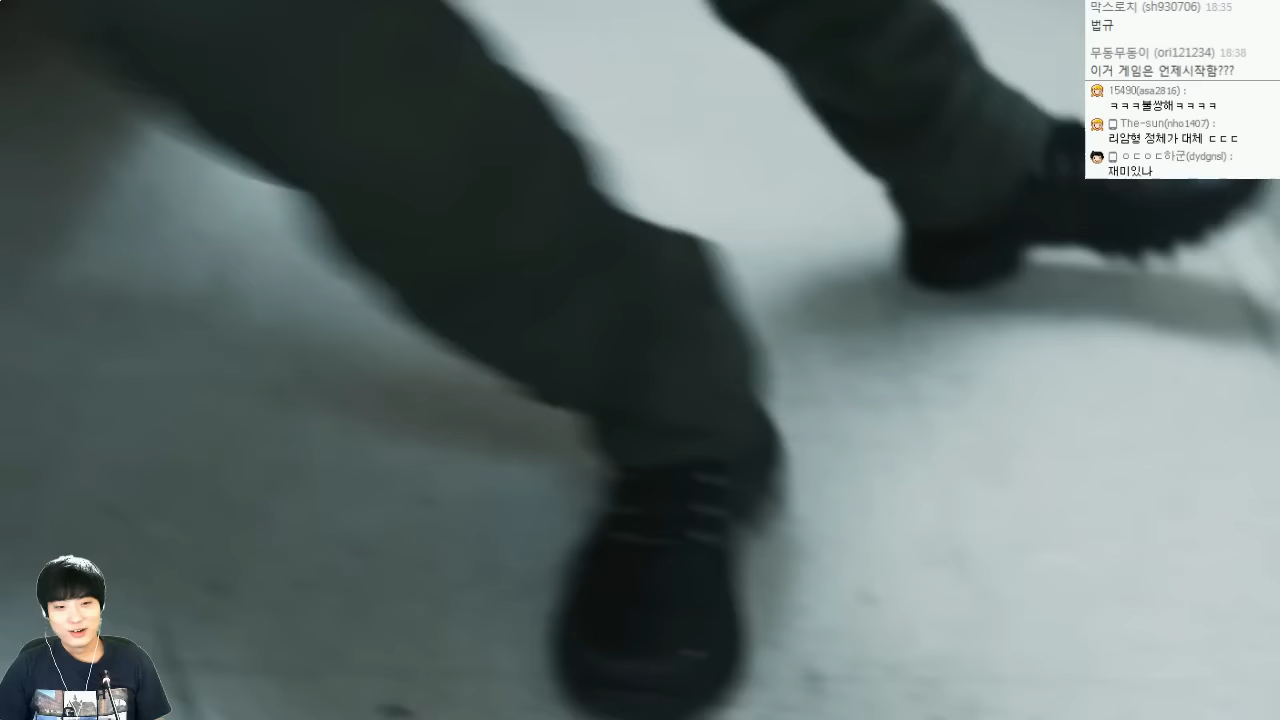 막스로치 (sh930706) 18:35
법규
무동무동이 (ori121234) 18:38
이거 게임은 언제시작함???
15490(asa2816) :
ㅋㅋㅋ불쌍해ㅋㅋㅋㅋ
The-sun(nho1407) :
리암형 정체가 대체 ㄷㄷㄷ
ㅇㄷㅇㄷ하군(dydgnsl) :
재미있나